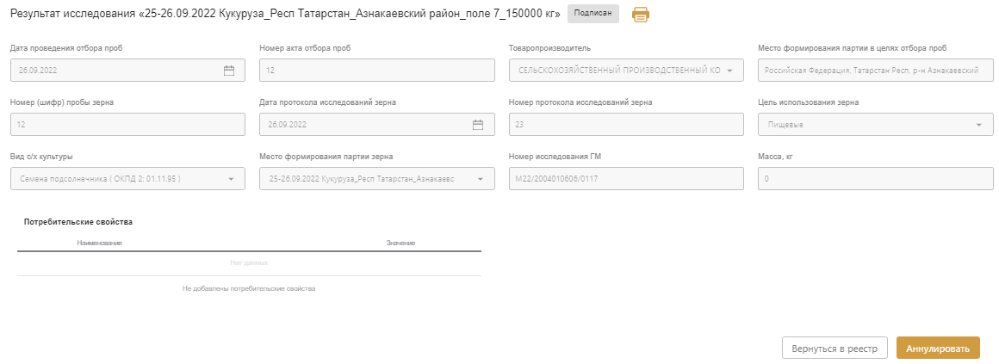 Результат исследования «25-26.09.2022 Кукуруза_Респ Татарстан_Азнакаевский район_поле 7_150000 кг» Подписан
Дата проведения отбора проб Номер акта отбора проб Товаропроизводитель Место формирования партии в целях отбора проб
26.09.2022 12 СЕЛЬСКОХОЗЯЙСТВЕННЫЙ ПРОИЗВОДСТВЕННЫЙ КО Российская Федерация, Татарстан Респ, р-н Азнакаевский
Номер (шифр) пробы зерна Дата протокола исследований зерна Номер протокола исследований зерна Цель использования зерна
12 26.09.2022 23 Пищевые
Вид с/х культуры Место формирования партии зерна Номер исследования ГМ Масса, кг
Семена подсолнечника ( ОКПД 2: 01.11.95 ) 25-26.09.2022 Кукуруза_Респ Татарстан_Азнакаевс М22/2004010606/0117 0
Потребительские свойства
Наименование Значение
Нет данных
Не добавлены потребительские свойства
Вернуться в реестр Аннулировать